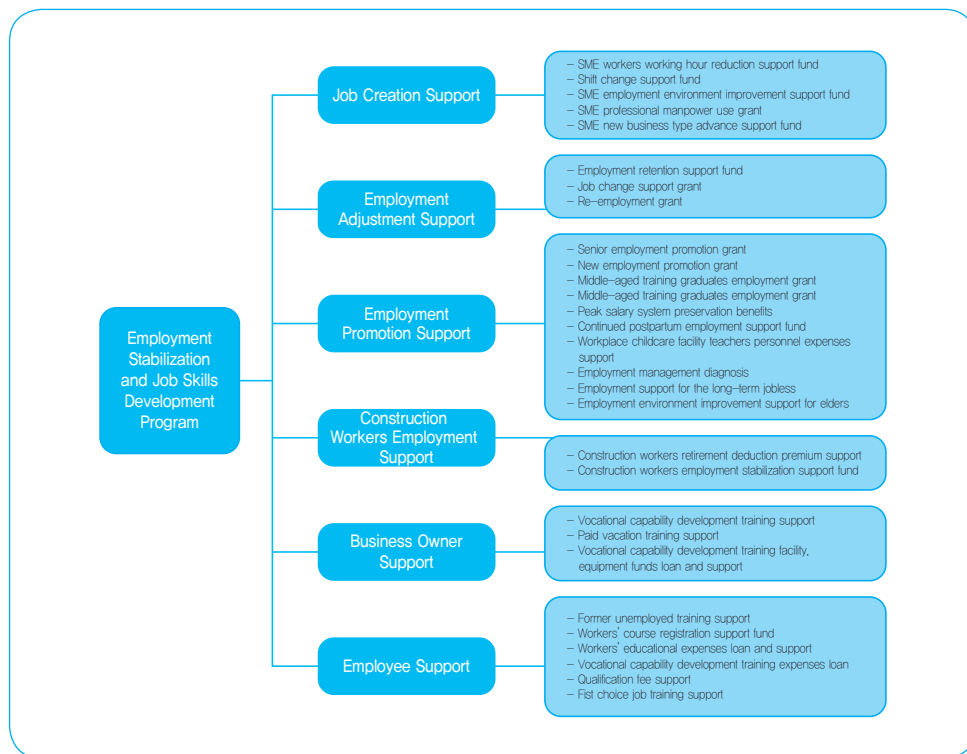 Employment
Stabilization
and Job Skills
Development
Program
Job Creation Support
– SME workers working hour reduction support fund
– Shift change support fund
– SME employment environment improvement support fund
– SME professional manpower use grant
– SME new business type advance support fund
Employment
Adjustment Support
– Employment retention support fund
– Job change support grant
– Re–employment grant
Employment
Promotion Support
– Senior employment promotion grant
– New employment promotion grant
– Middle–aged training graduates employment grant
– Middle–aged training graduates employment grant
– Peak salary system preservation benefits
– Continued postpartum employment support fund
– Workplace childcare facility teachers personnel expenses
support
– Employment management diagnosis
– Employment support for the long–term jobless
– Employment environment improvement support for elders
Construction
Workers Employment
Support
– Construction workers retirement deduction premium support
– Construction workers employment stabilization support fund
Business Owner
Support
– Vocational capability development training support
– Paid vacation training support
– Vocational capability development training facility,
equipment funds loan and support
Employee Support
– Former unemployed training support
– Workers' course registration support fund
– Workers' educational expenses loan and support
– Vocational capability development training expenses loan
– Qualification fee support
– Fist choice job training support